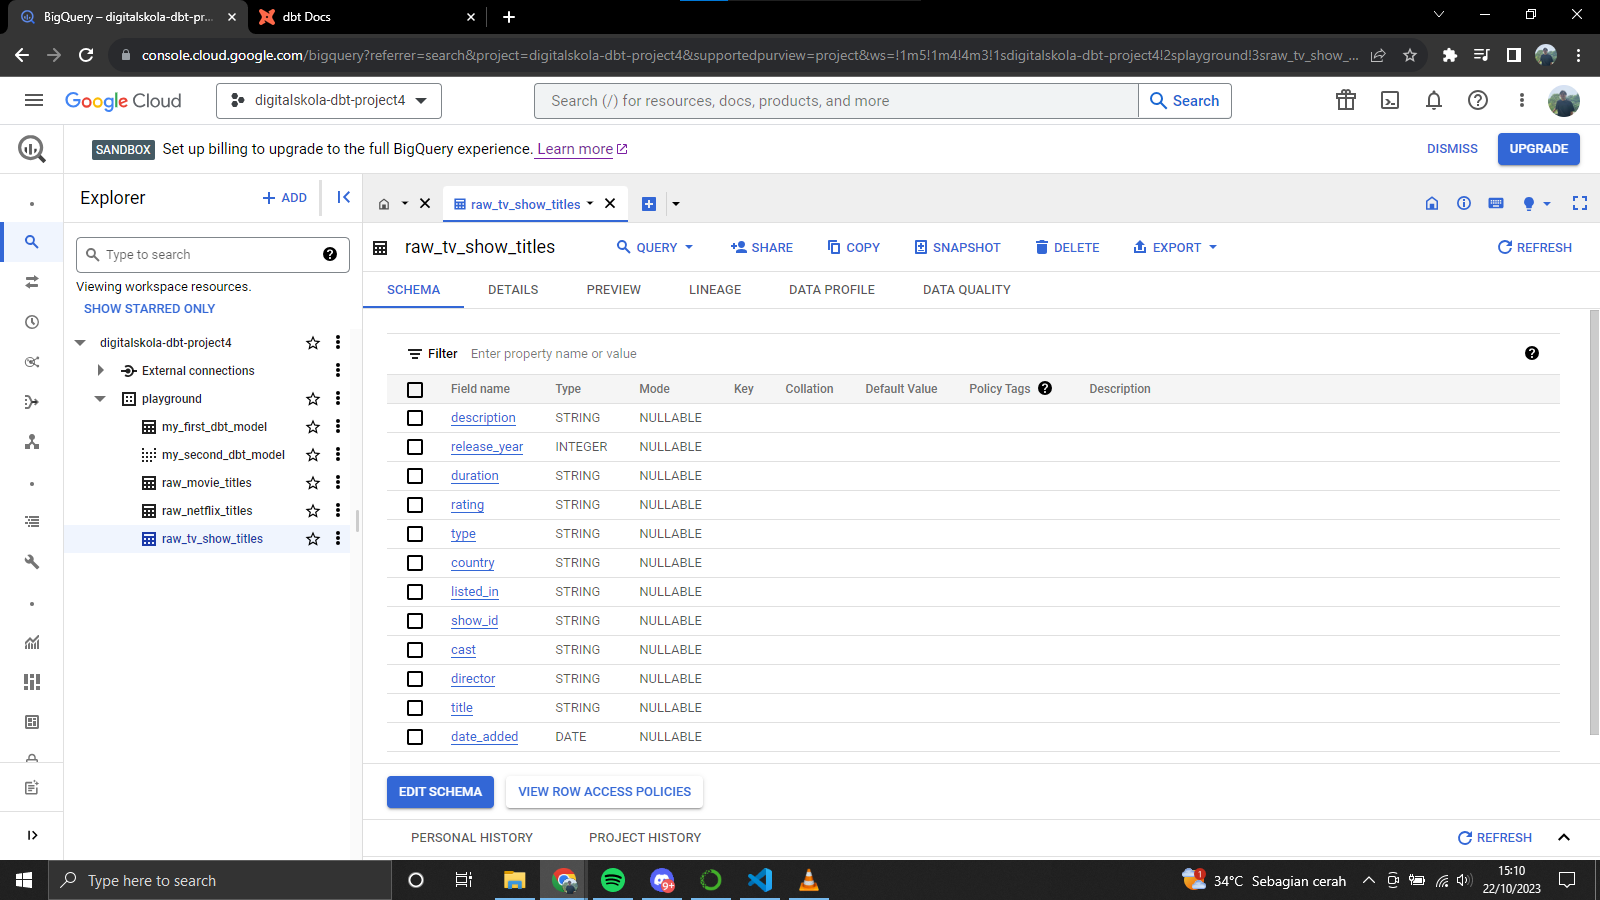 BigQuery – digitalskola-dbt-pr...
dbt Docs
console.cloud.google.com/bigquery?referrer=search&project=digitalskola-dbt-project4&supportedpurview=project&ws=!1m5!1m4!4m3!1sdigitalskola-dbt-project4!2splayground!3sraw_tv_show_...
Google Cloud
digitalskola-dbt-project4
Search (/) for resources, docs, products, and more
Search
SANDBOX Set up billing to upgrade to the full BigQuery experience. Learn more
DISMISS
UPGRADE
Explorer
ADD
raw_tv_show_titles
Type to search
Viewing workspace resources.
SHOW STARRED ONLY
digitalskola-dbt-project4
External connections
playground
my_first_dbt_model
my_second_dbt_model
raw_movie_titles
raw_netflix_titles
raw_tv_show_titles
raw_tv_show_titles
QUERY
SHARE
COPY
SNAPSHOT
DELETE
EXPORT
REFRESH
SCHEMA DETAILS PREVIEW LINEAGE DATA PROFILE DATA QUALITY
Filter Enter property name or value
Field name Type Mode Key Collation Default Value Policy Tags Description
description STRING NULLABLE
release_year INTEGER NULLABLE
duration STRING NULLABLE
rating STRING NULLABLE
type STRING NULLABLE
country STRING NULLABLE
listed_in STRING NULLABLE
show_id STRING NULLABLE
cast STRING NULLABLE
director STRING NULLABLE
title STRING NULLABLE
date_added DATE NULLABLE
EDIT SCHEMA
VIEW ROW ACCESS POLICIES
PERSONAL HISTORY
PROJECT HISTORY
REFRESH
Type here to search
9+
1
34°C Sebagian cerah
15:10
22/10/2023